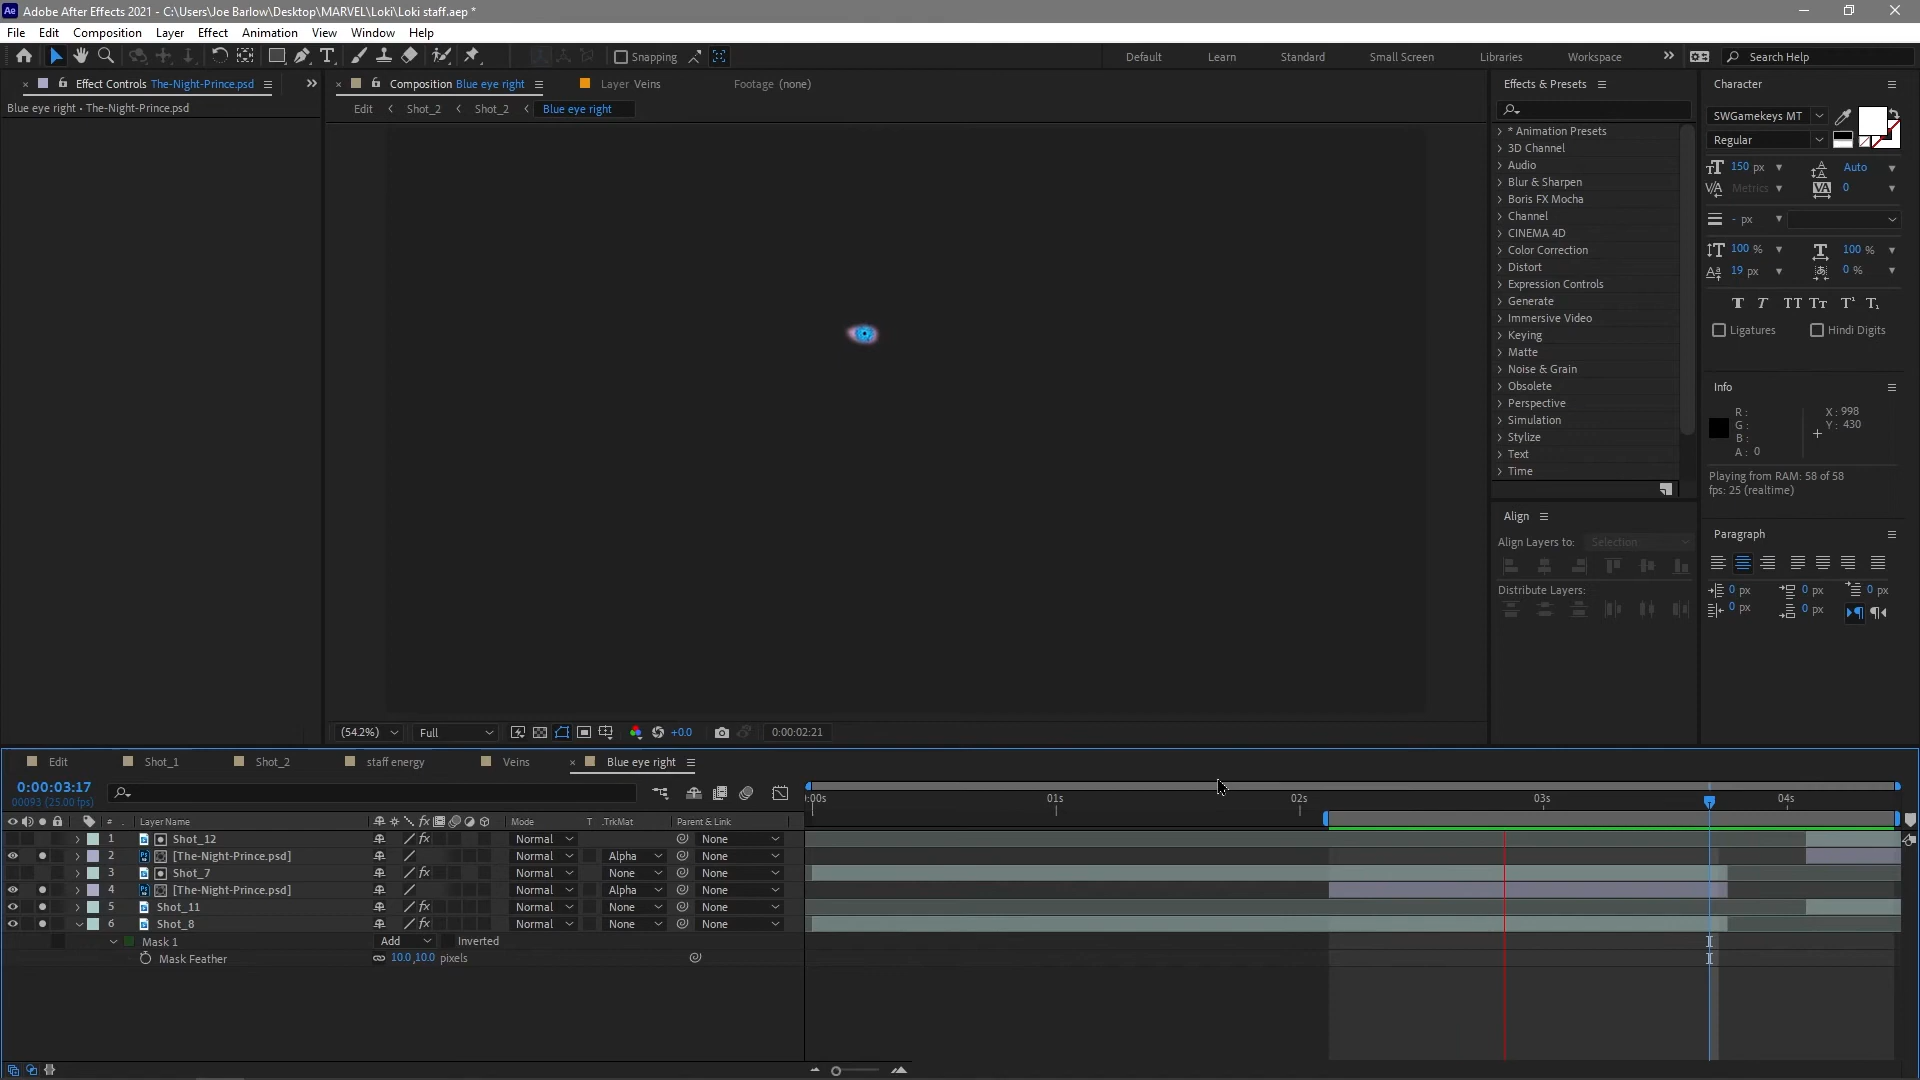 Ae Adobe After Effects 2021 - C:\Users\Joe Barlow\Desktop\MARVEL\Loki\Loki staff.aep *
File Edit Composition Layer Effect Animation View Window Help
Snapping Default Learn Standard Small Screen Libraries Workspace Search Help
Effect Controls The-Night-Prince.psd
Blue eye right • The-Night-Prince.psd
Composition Blue eye right Layer Veins Footage (none)
Edit Shot_2 Shot_2 Blue eye right
(54.2%) Full +0.0 0:00:02:21
Effects & Presets
* Animation Presets
3D Channel
Audio
Blur & Sharpen
Boris FX Mocha
Channel
CINEMA 4D
Color Correction
Distort
Expression Controls
Generate
Immersive Video
Keying
Matte
Noise & Grain
Obsolete
Perspective
Simulation
Stylize
Text
Time
Align
Align Layers to: Selection
Distribute Layers:
Character
SWGamekeys MT
Regular
150 px Auto
Metrics 0
- px
100 % 100 %
19 px 0 %
Ligatures Hindi Digits
Info
R : X : 998
G : Y : 430
B :
A : 0
Playing from RAM: 58 of 58
fps: 25 (realtime)
Paragraph
0 px 0 px 0 px
0 px 0 px
Edit Shot_1 Shot_2 staff energy Veins Blue eye right
0:00:03:17
00093 (25.00 fps)
:00s 01s 02s 03s 04s
# Layer Name Mode T .TrkMat Parent & Link
1 Shot_12 Normal None
2 [The-Night-Prince.psd] Normal Alpha None
3 Shot_7 Normal None None
4 [The-Night-Prince.psd] Normal Alpha None
5 Shot_11 Normal None None
6 Shot_8 Normal None None
Mask 1 Add Inverted
Mask Feather 10.0,10.0 pixels